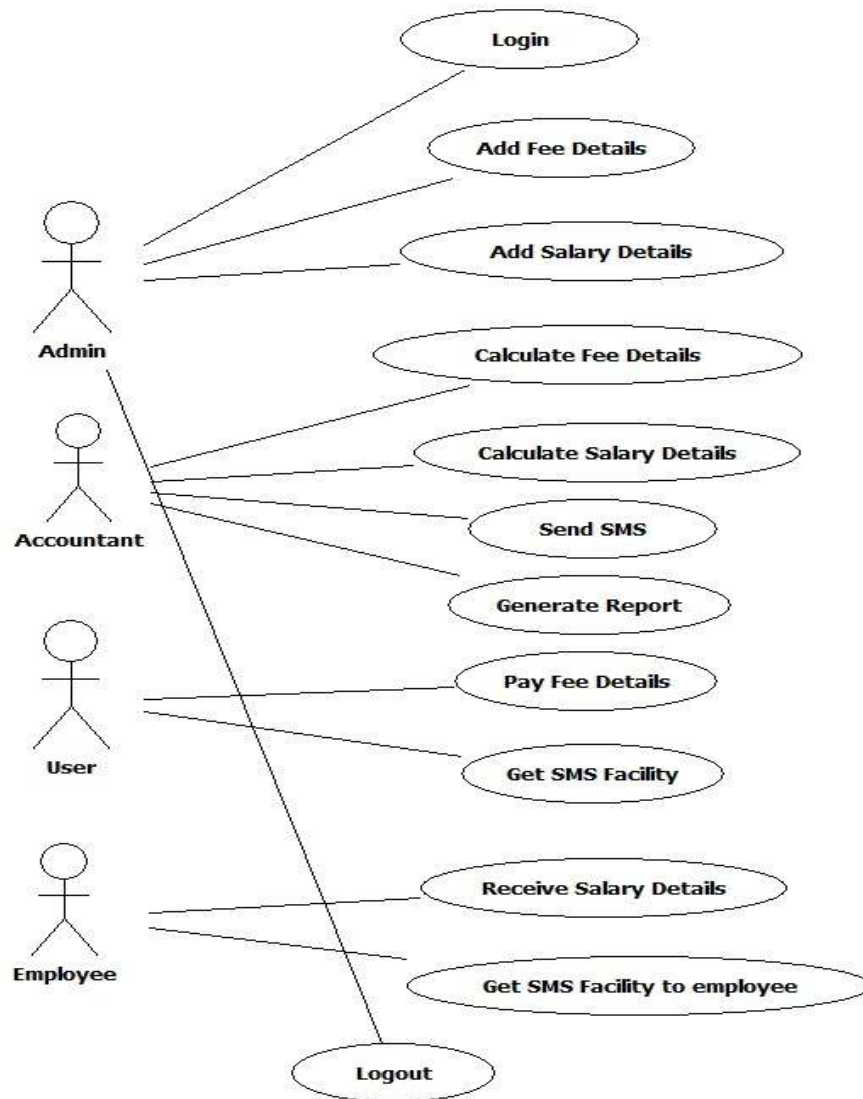 Login
Add Fee Details
Add Salary Details
Admin
Calculate Fee Details
Calculate Salary Details
Send SMS
Accountant
Generate Report
Pay Fee Details
User
Get SMS Facility
Receive Salary Details
Employee
Get SMS Facility to employee
Logout